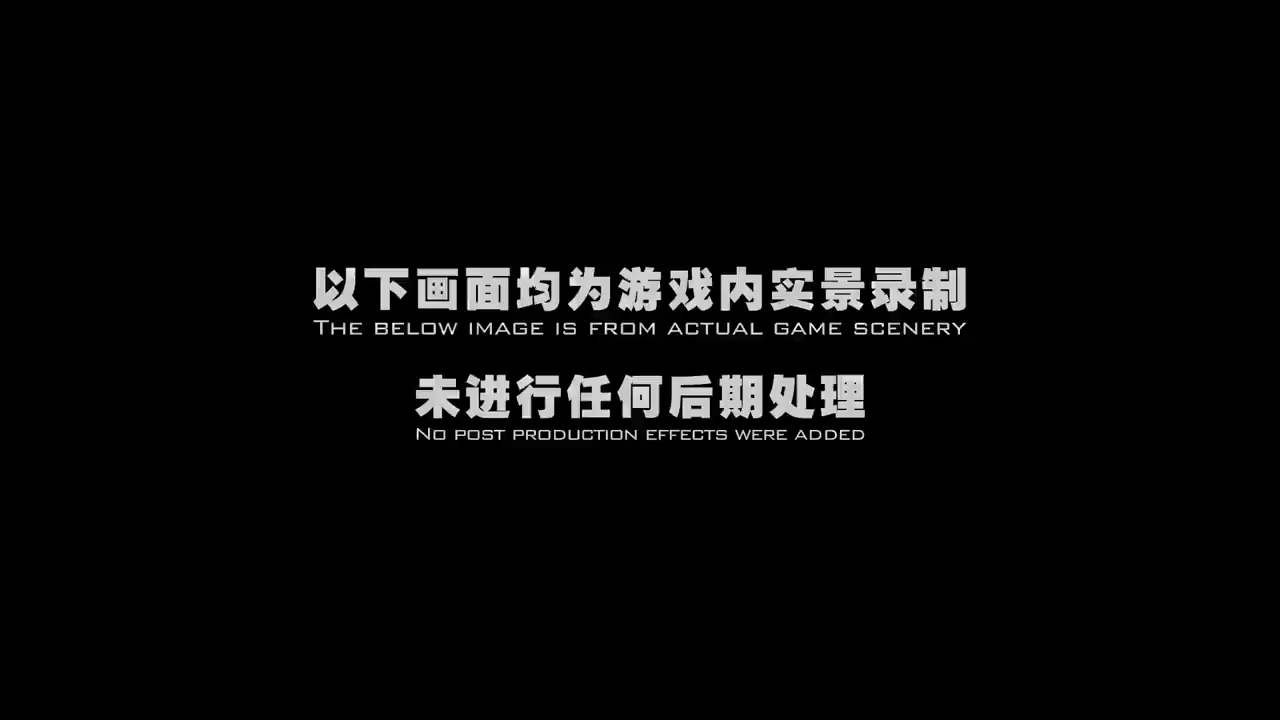 以下画面均为游戏内实景录制
THE BELOW IMAGE IS FROM ACTUAL GAME SCENERY
未进行任何后期处理
NO POST PRODUCTION EFFECTS WERE ADDED